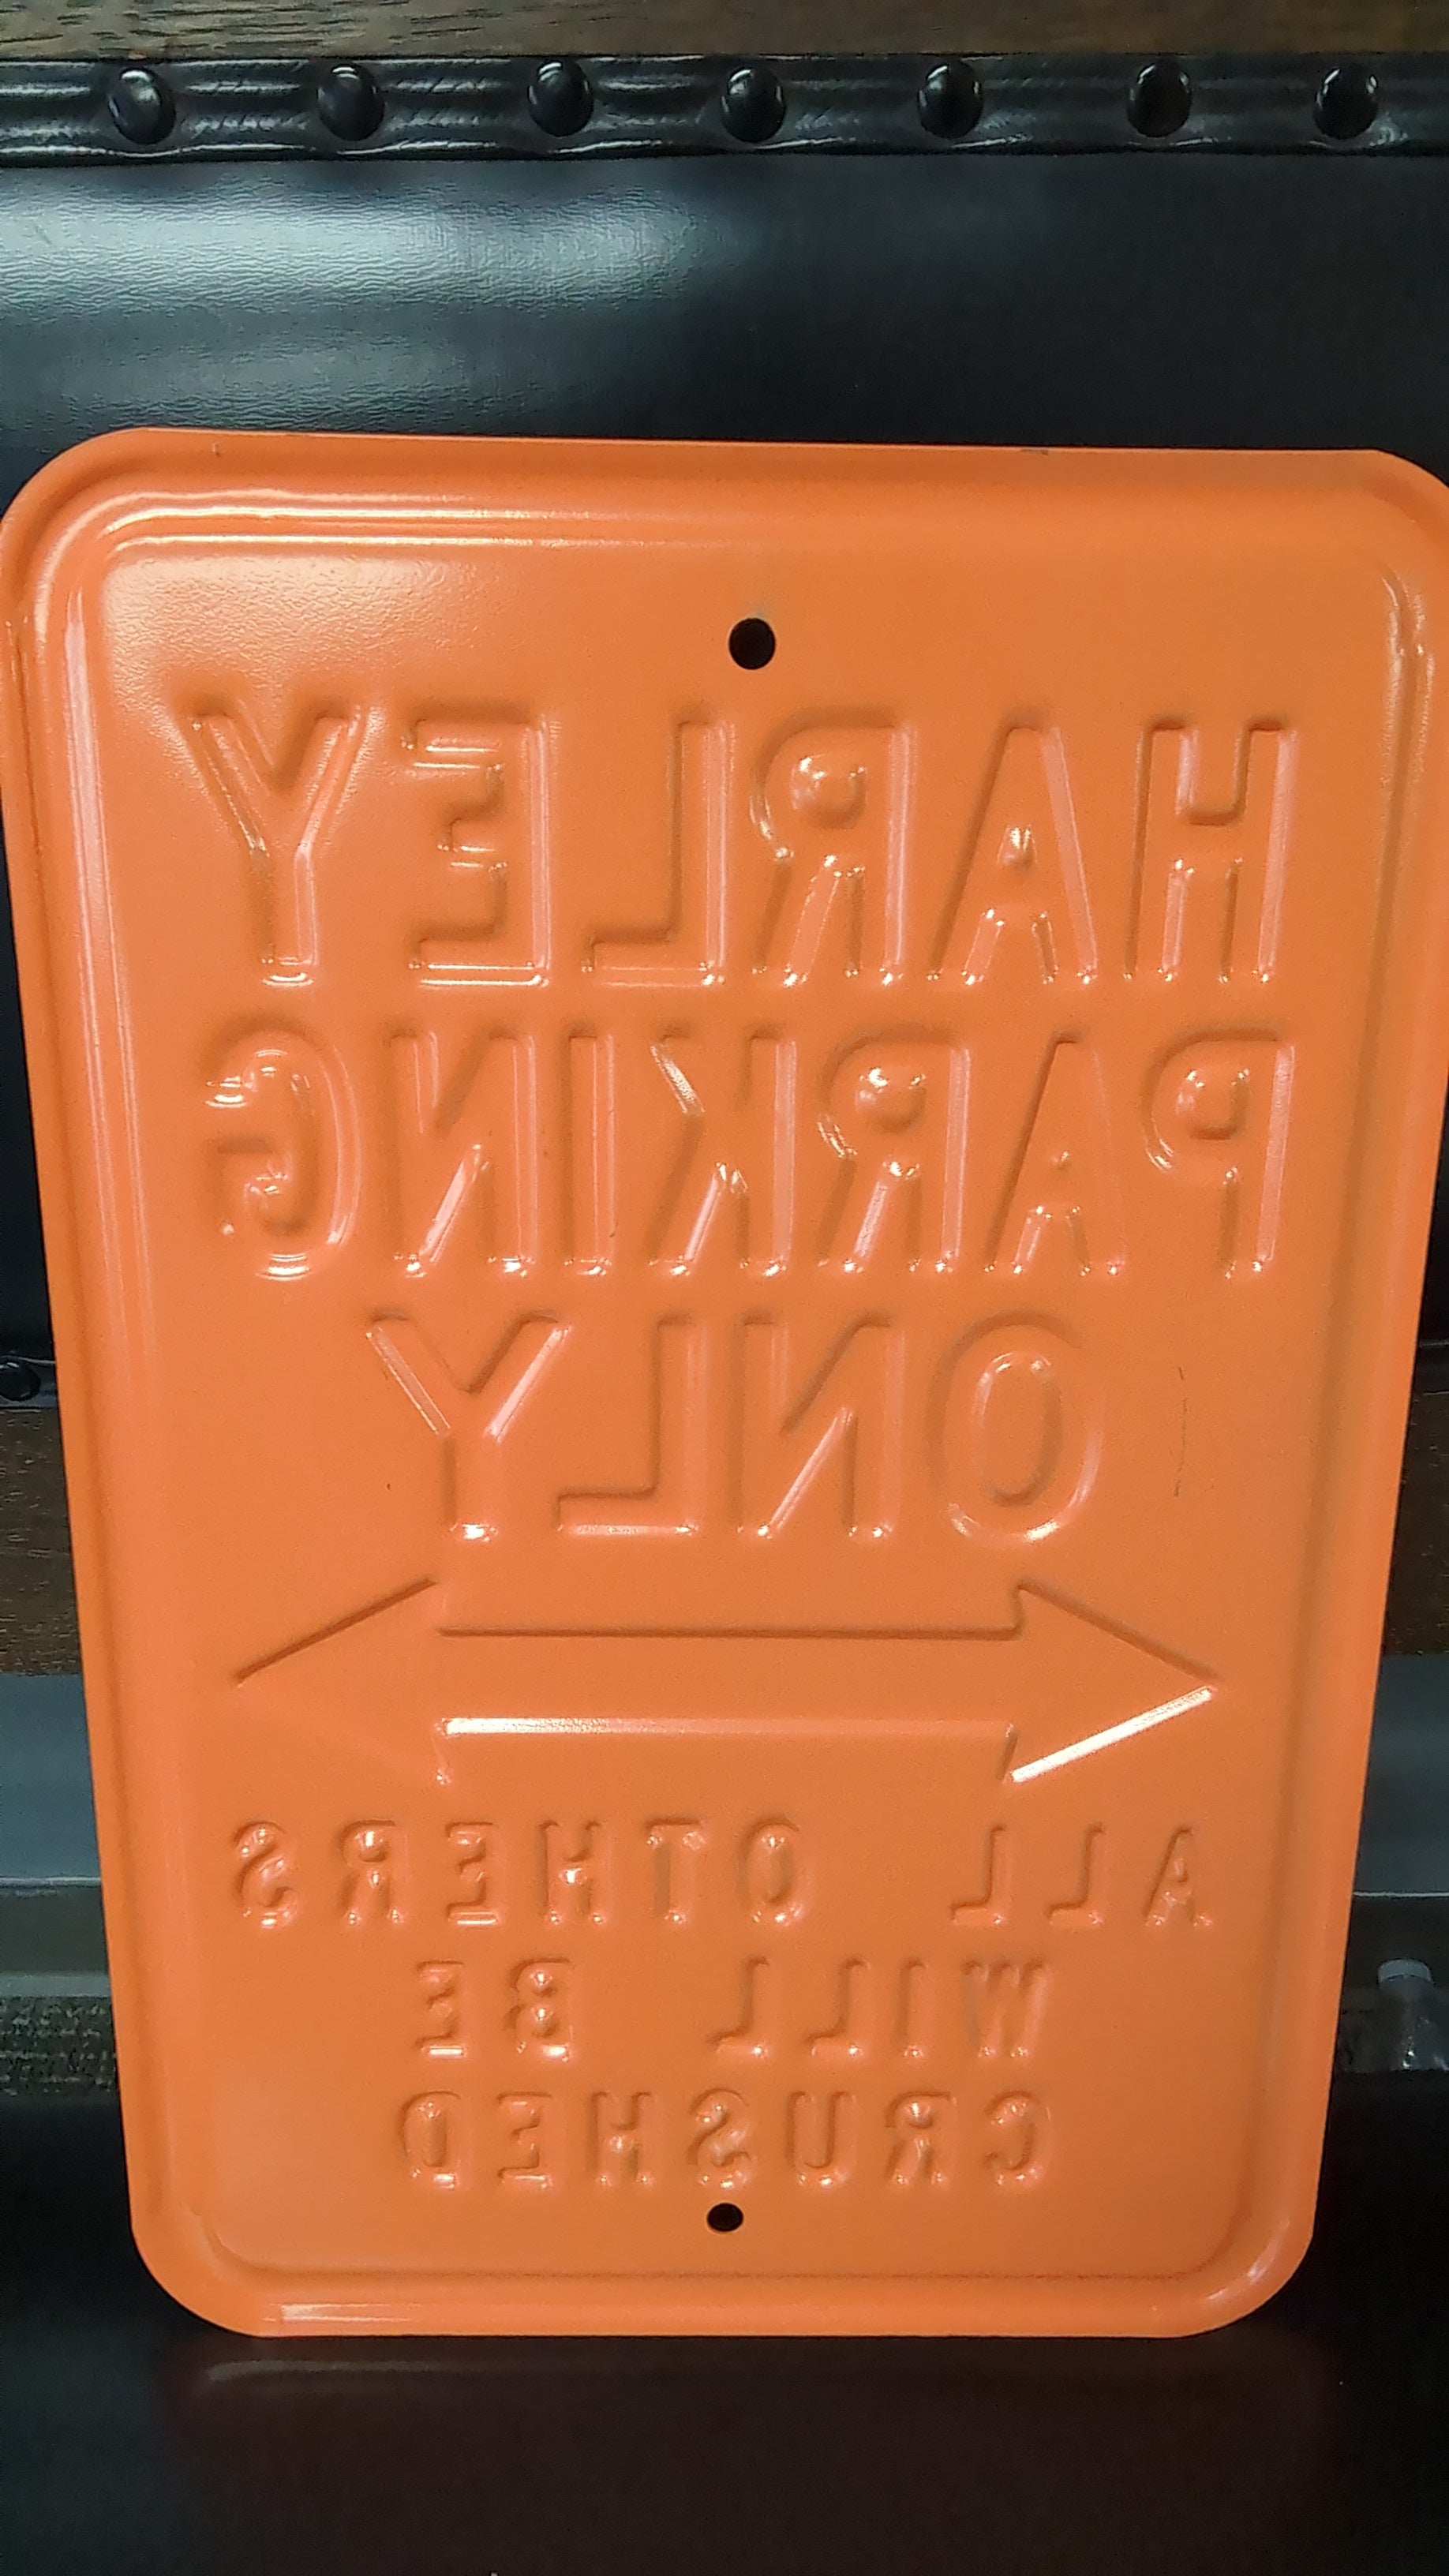 HARLEY
PARKING
ONLY
ALL OTHERS
WILL BE
CRUSHED